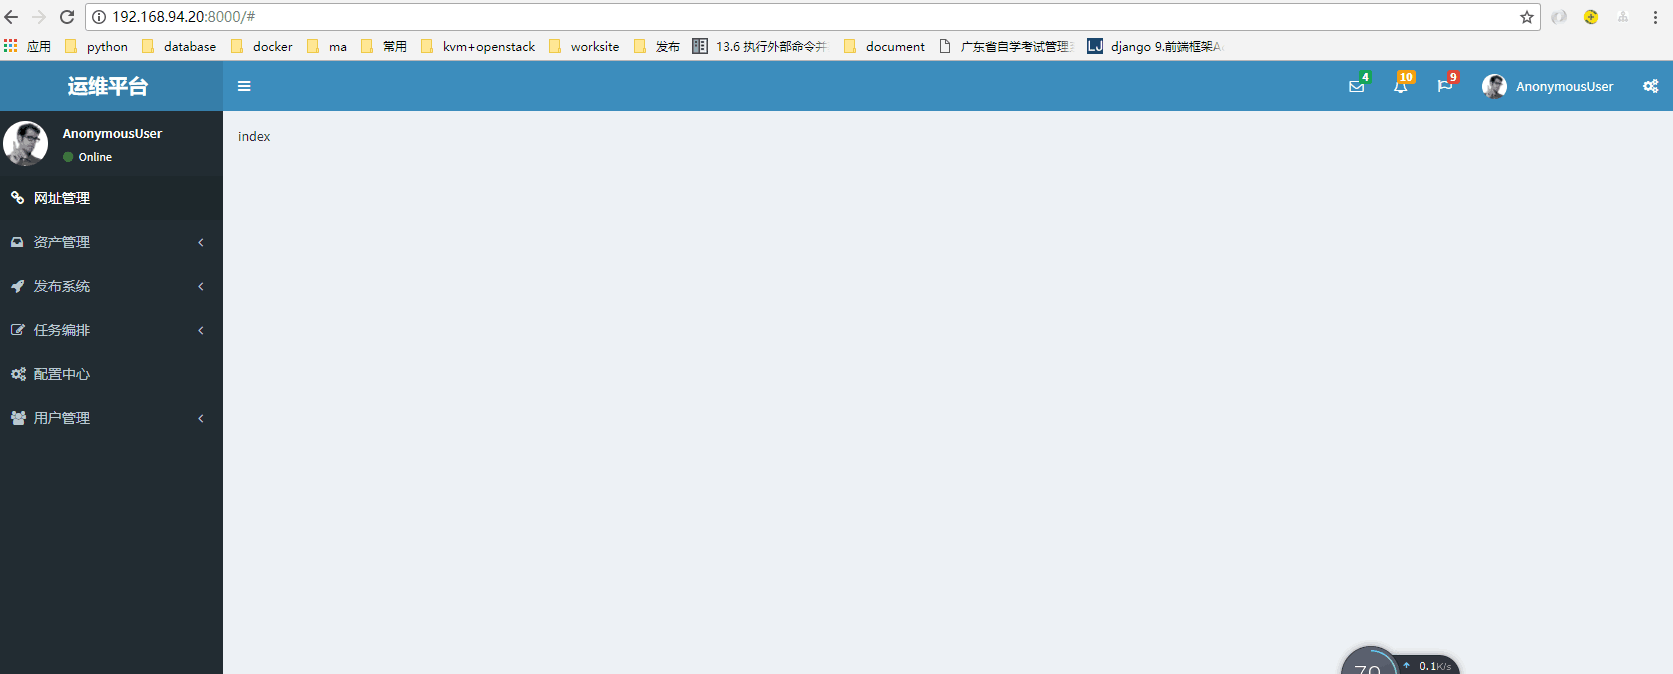 192.168.94.20:8000/#
应用 python database docker ma 常用 kvm+openstack worksite 发布 13.6 执行外部命令并 document 广东省自学考试管理 django 9.前端框架A
运维平台 4 10 9 AnonymousUser
AnonymousUser
Online
index
网址管理
资产管理
发布系统
任务编排
配置中心
用户管理
0.1K/s